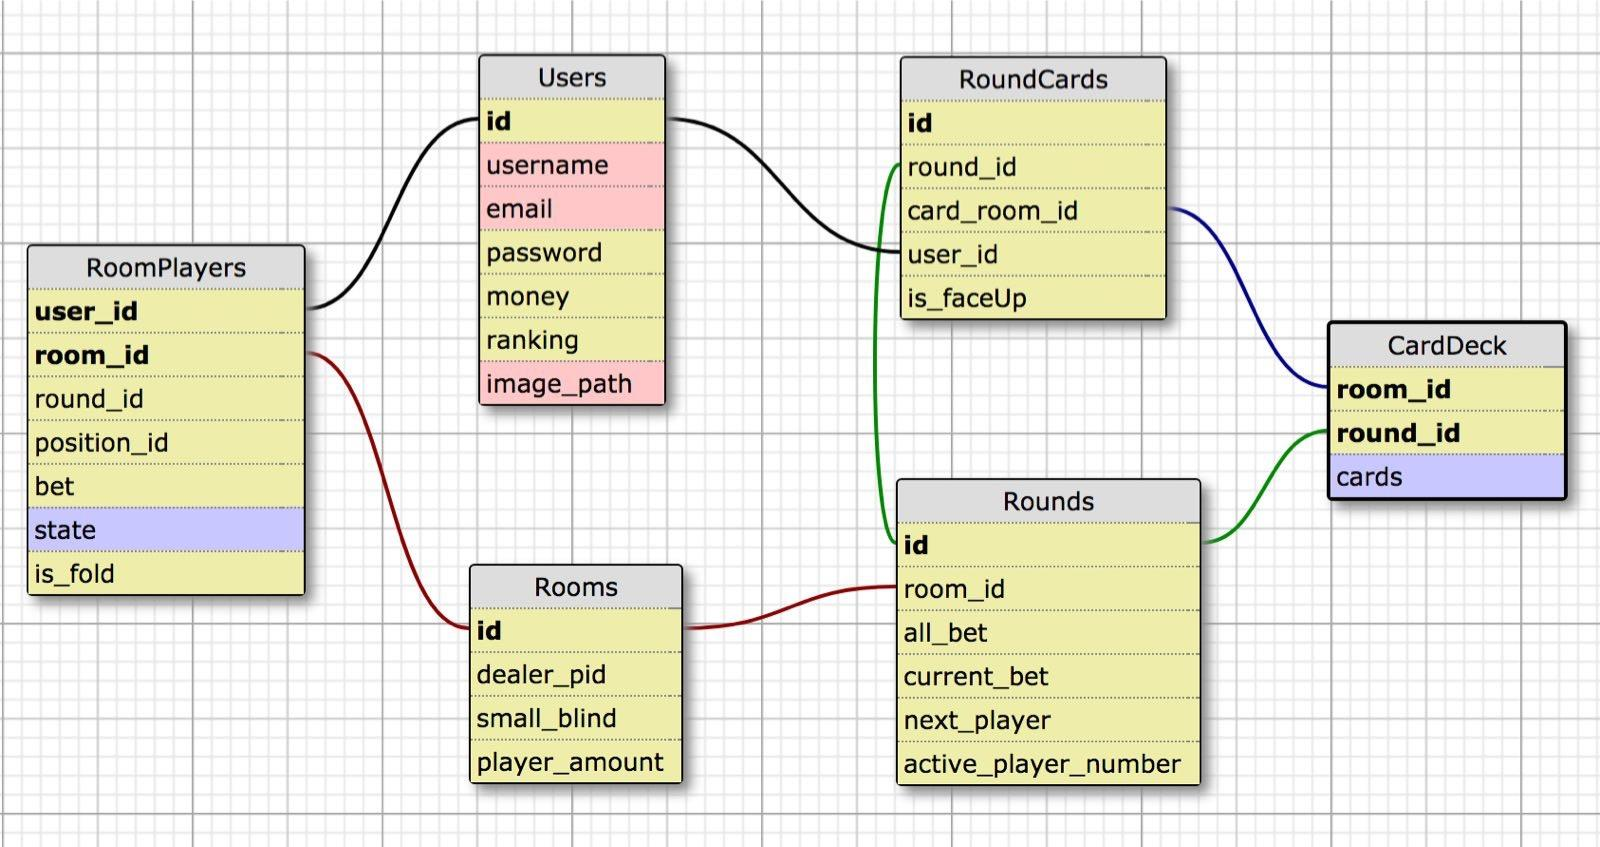 Users
id
username
email
password
money
ranking
image_path
RoundCards
id
round_id
card_room_id
user_id
is_faceUp
RoomPlayers
user_id
room_id
round_id
position_id
bet
state
is_fold
CardDeck
room_id
round_id
cards
Rooms
id
dealer_pid
small_blind
player_amount
Rounds
id
room_id
all_bet
current_bet
next_player
active_player_number